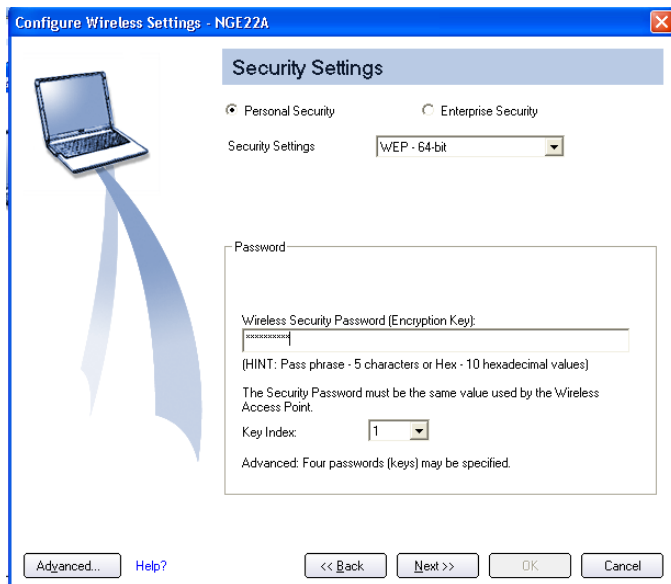 Configure Wireless Settings - NGE22A
Security Settings
Personal Security Enterprise Security
Security Settings WEP - 64-bit
Password
Wireless Security Password (Encryption Key):
××××××××××
(HINT: Pass phrase - 5 characters or Hex - 10 hexadecimal values)
The Security Password must be the same value used by the Wireless
Access Point.
Key Index: 1
Advanced: Four passwords (keys) may be specified.
Advanced... Help? << Back Next >> OK Cancel